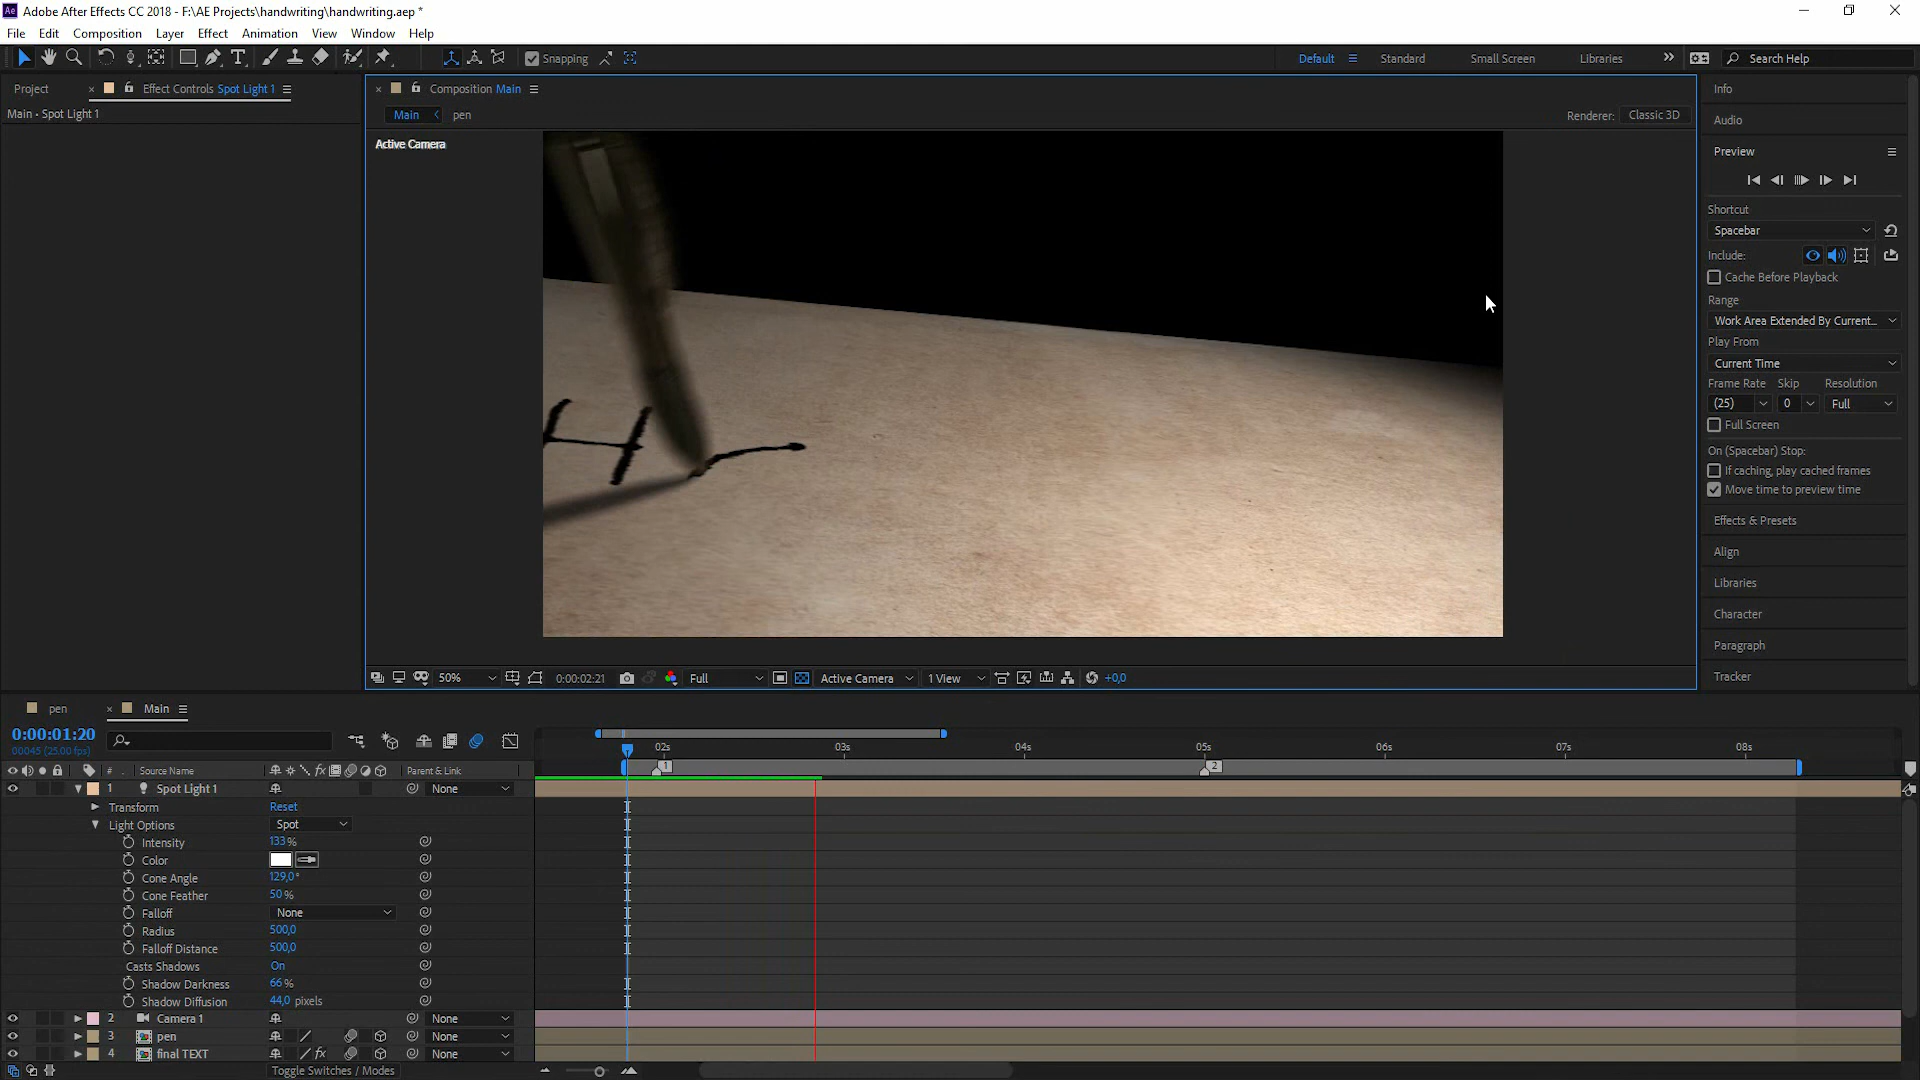 Adobe After Effects CC 2018 - F:\AE Projects\handwriting\handwriting.aep *
File Edit Composition Layer Effect Animation View Window Help
Snapping Default Standard Small Screen Libraries Search Help
Project Effect Controls Spot Light 1
Main • Spot Light 1
Composition Main
Main pen
Renderer: Classic 3D
Active Camera
H
50% 0:00:02:21 Full Active Camera 1 View +0,0
Info
Audio
Preview
Shortcut
Spacebar
Include:
Cache Before Playback
Range
Work Area Extended By Current...
Play From
Current Time
Frame Rate Skip Resolution
(25) 0 Full
Full Screen
On (Spacebar) Stop:
If caching, play cached frames
Move time to preview time
Effects & Presets
Align
Libraries
Character
Paragraph
Tracker
pen Main
0:00:01:20
00045 (25.00 fps)
# Source Name Parent & Link
02s 03s 04s 05s 06s 07s 08s
1 2
1 Spot Light 1 None
Transform Reset
Light Options Spot
Intensity 133%
Color
Cone Angle 129,0°
Cone Feather 50%
Falloff None
Radius 500,0
Falloff Distance 500,0
Casts Shadows On
Shadow Darkness 66%
Shadow Diffusion 44,0 pixels
2 Camera 1 None
3 pen None
4 final TEXT fx None
Toggle Switches / Modes